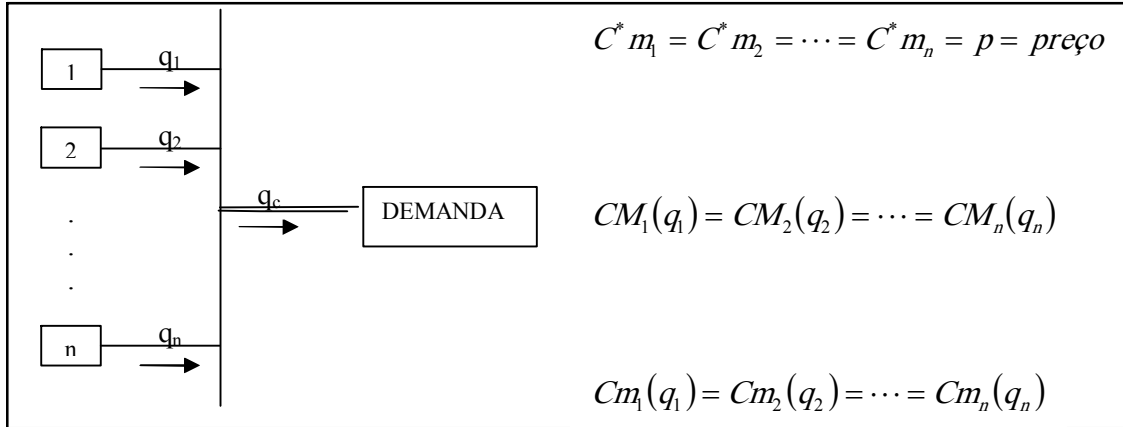 C*m₁ = C*m₂ = ⋯ = C*mₙ = p = preço
1
q₁
2
q₂
q_c
DEMANDA
CM₁(q₁) = CM₂(q₂) = ⋯ = CMₙ(qₙ)
.
.
.
n
qₙ
Cm₁(q₁) = Cm₂(q₂) = ⋯ = Cmₙ(qₙ)